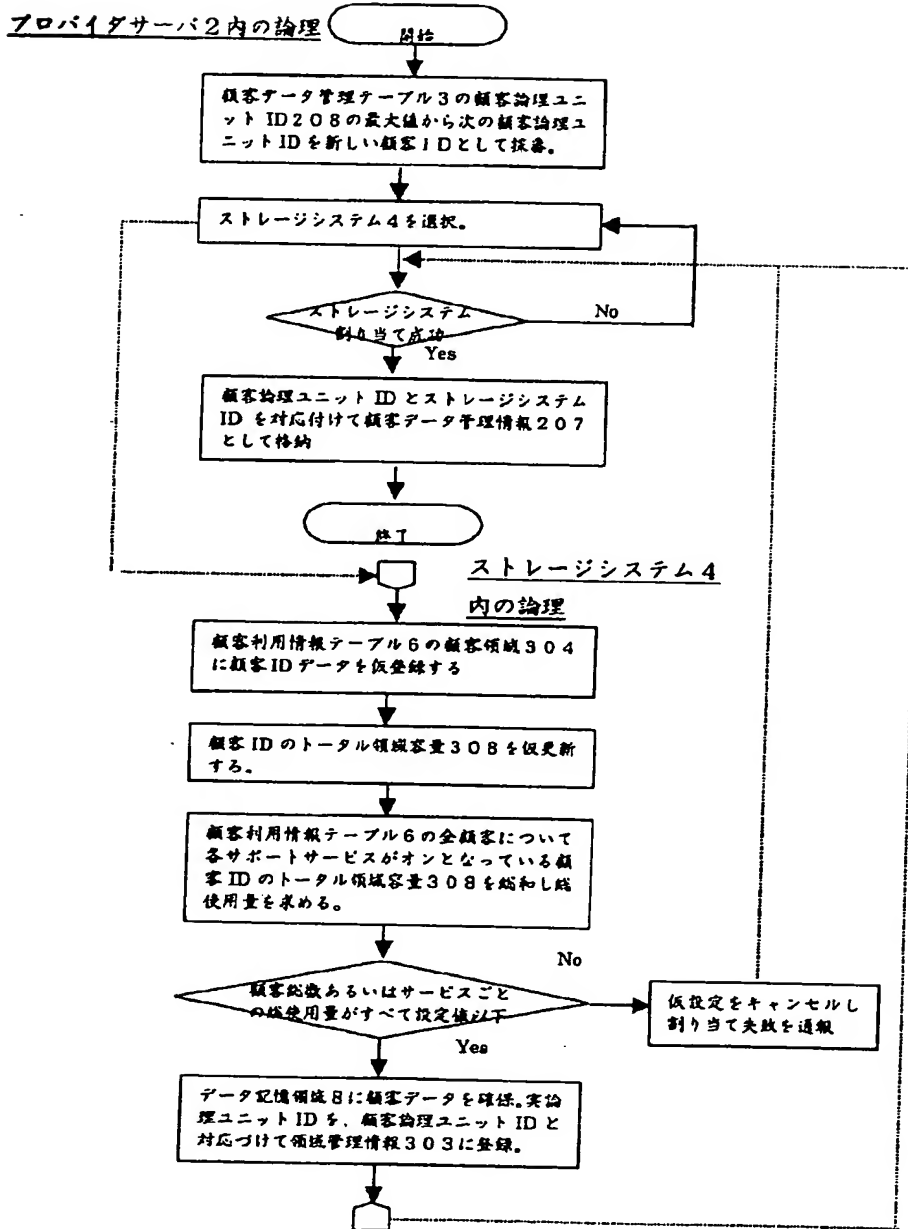 プロバイダサーバ2内の論理
開始
顧客データ管理テーブル3の顧客論理ユニ
ット ID208の最大値から次の顧客論理ユ
ニット ID を新しい顧客IDとして採番。
ストレージシステム4を選択。
ストレージシステム
割り当て成功
No
Yes
顧客論理ユニット ID とストレージシステム
ID を対応付けて顧客データ管理情報207
として格納
終了
ストレージシステム4
内の論理
顧客利用情報テーブル6の顧客領域304
に顧客IDデータを仮登録する
顧客 ID のトータル領域容量308を仮更新
する。
顧客利用情報テーブル6の全顧客について
各サポートサービスがオンとなっている顧
客 ID のトータル領域容量308を総和し総
使用量を求める。
No
顧客総数あるいはサービスごと
の総使用量がすべて設定値以下
Yes
仮設定をキャンセルし
割り当て失敗を通報
データ記憶領域8に顧客データを確保。実論
理ユニット ID を、顧客論理ユニット ID と
対応づけて領域管理情報303に登録。